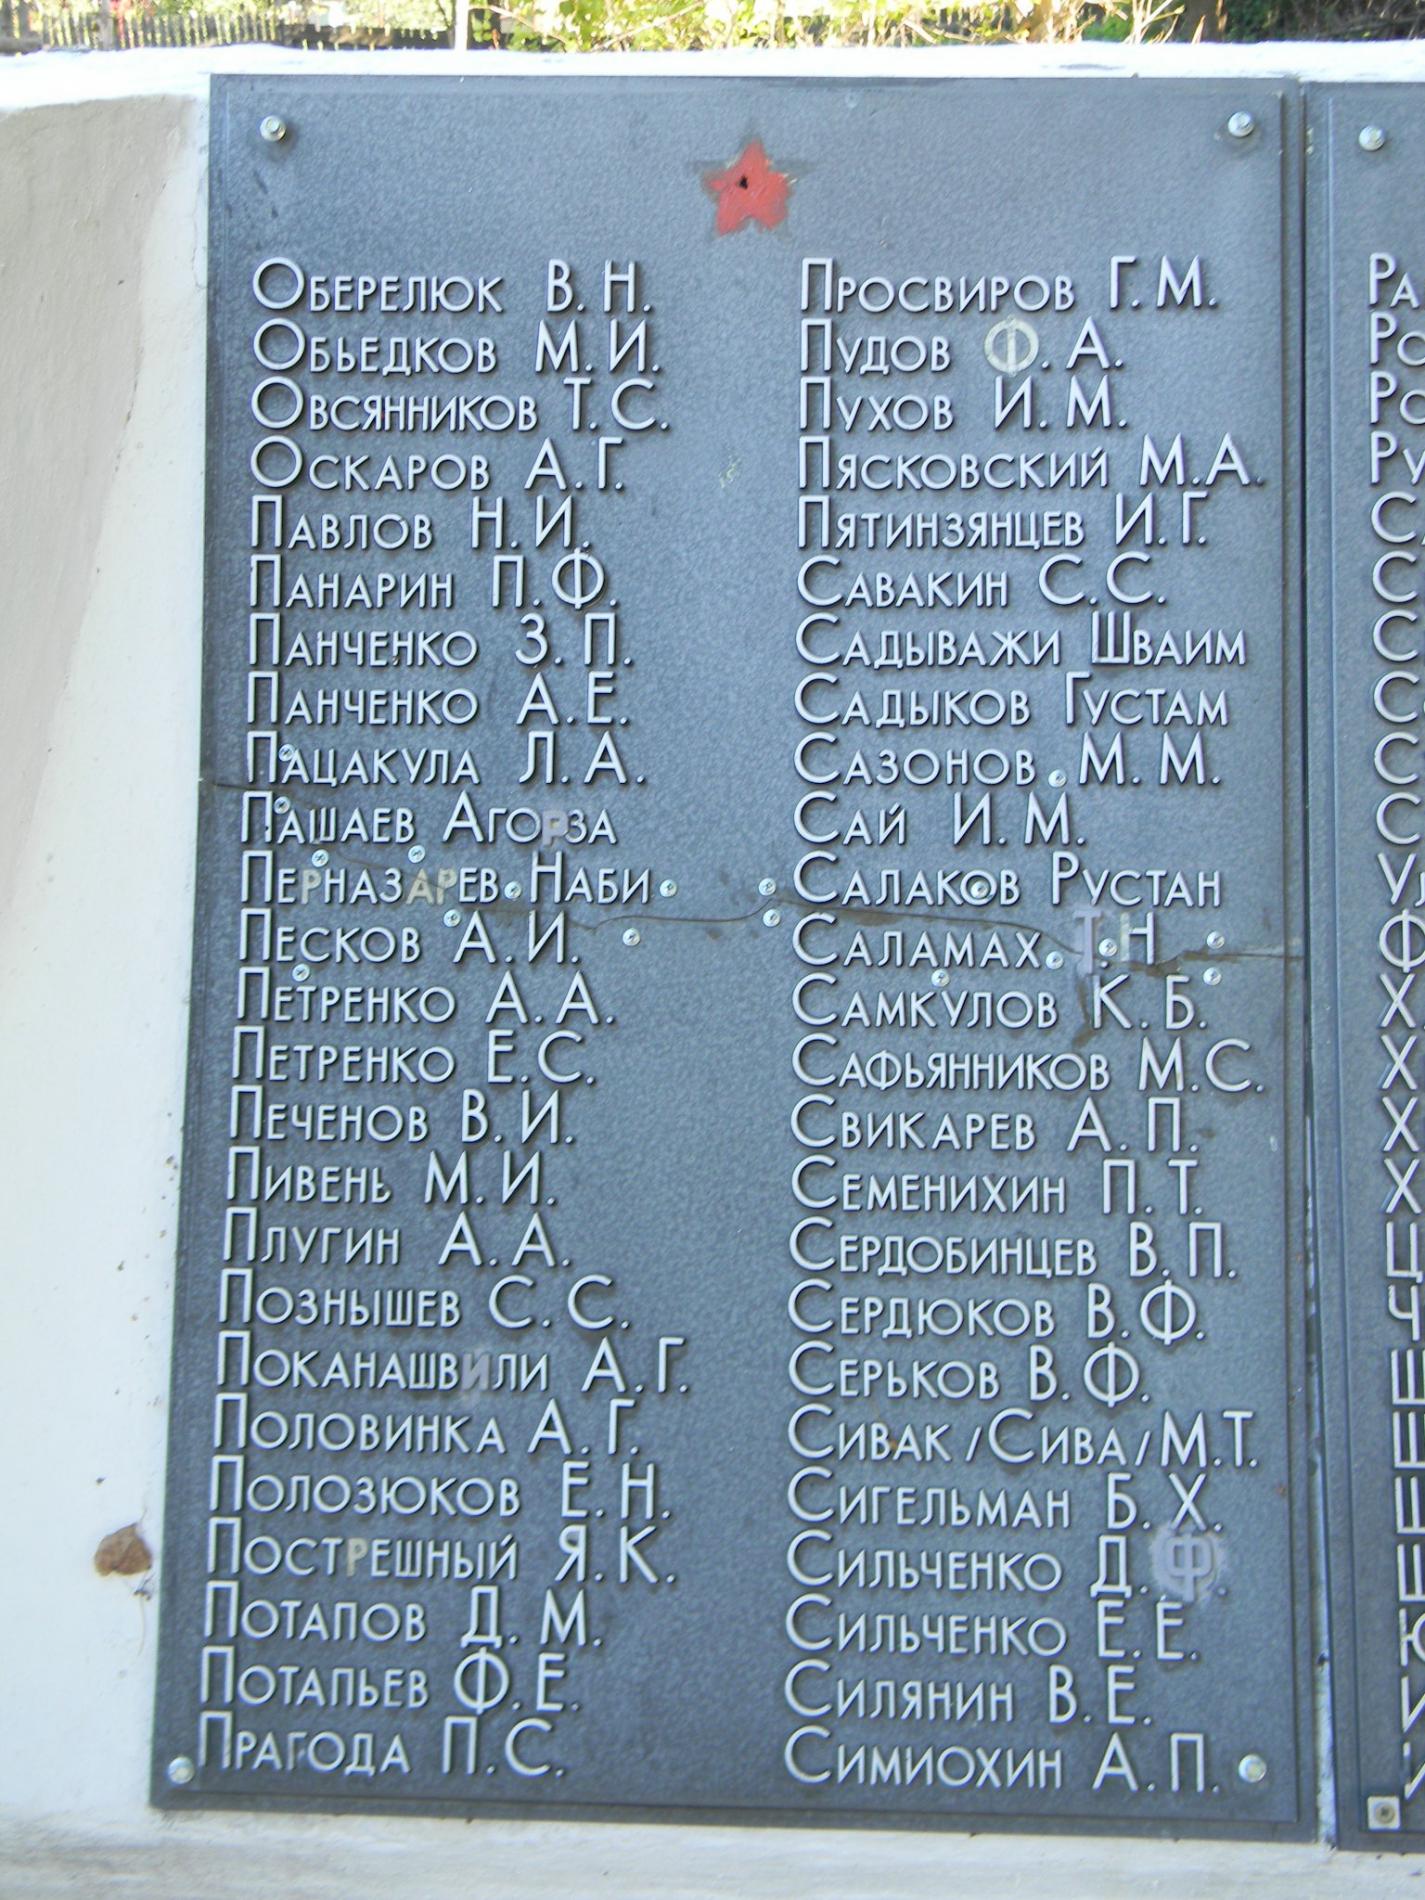 Оберелюк В. Н.
Обьедков М. И.
Овсянников Т. С.
Оскаров А. Г.
Павлов Н. И.
Панарин П. Ф.
Панченко З. П.
Панченко А. Е.
Пацакула Л. А.
Пашаев Агорза
Перназарев Наби
Песков А. И.
Петренко А. А.
Петренко Е. С.
Печенов В. И.
Пивень М. И.
Плугин А. А.
Познышев С. С.
Поканашвили А. Г.
Половинка А. Г.
Полозюков Е. Н.
Пострешный Я. К.
Потапов Д. М.
Потапьев Ф. Е.
Прагода П. С.
Просвиров Г. М.
Пудов Ф. А.
Пухов И. М.
Пясковский М. А.
Пятинзянцев И. Г.
Савакин С. С.
Садыважи Шваим
Садыков Густам
Сазонов М. М.
Сай И. М.
Салаков Рустан
Саламах Т. Н
Самкулов К. Б.
Сафьянников М. С.
Свикарев А. П.
Семенихин П. Т.
Сердобинцев В. П.
Сердюков В. Ф.
Серьков В. Ф.
Сивак /Сива/ М. Т.
Сигельман Б. Х.
Сильченко Д. Ф.
Сильченко Е. Е.
Силянин В. Е.
Симиохин А. П.